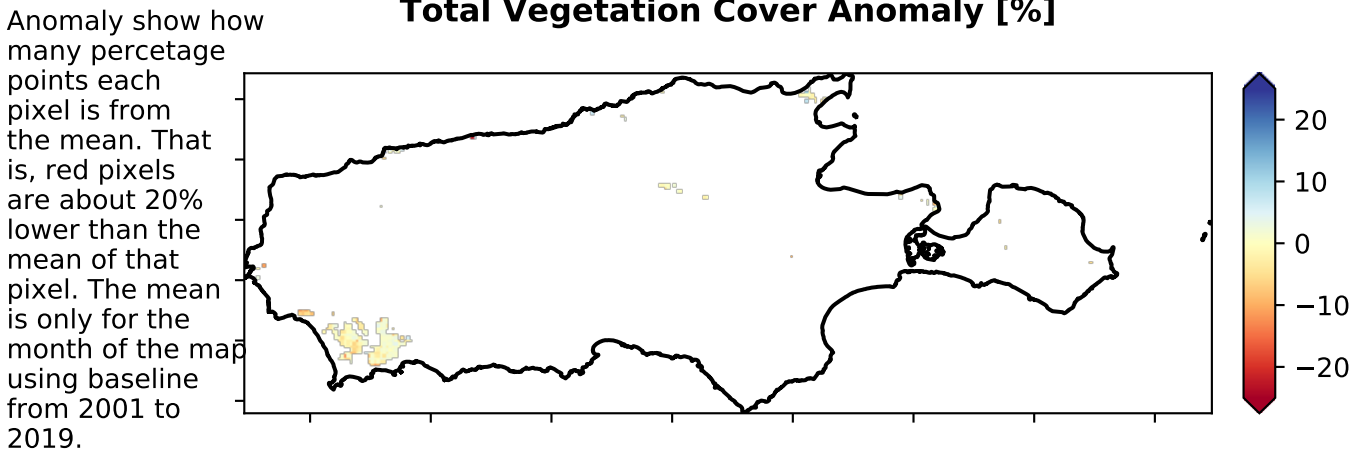 Total Vegetation Cover Anomaly [%]
Anomaly show how
many percetage
points each
pixel is from
the mean. That
is, red pixels
are about 20%
lower than the
mean of that
pixel. The mean
is only for the
month of the map
using baseline
from 2001 to
2019.
20
10
0
−10
−20